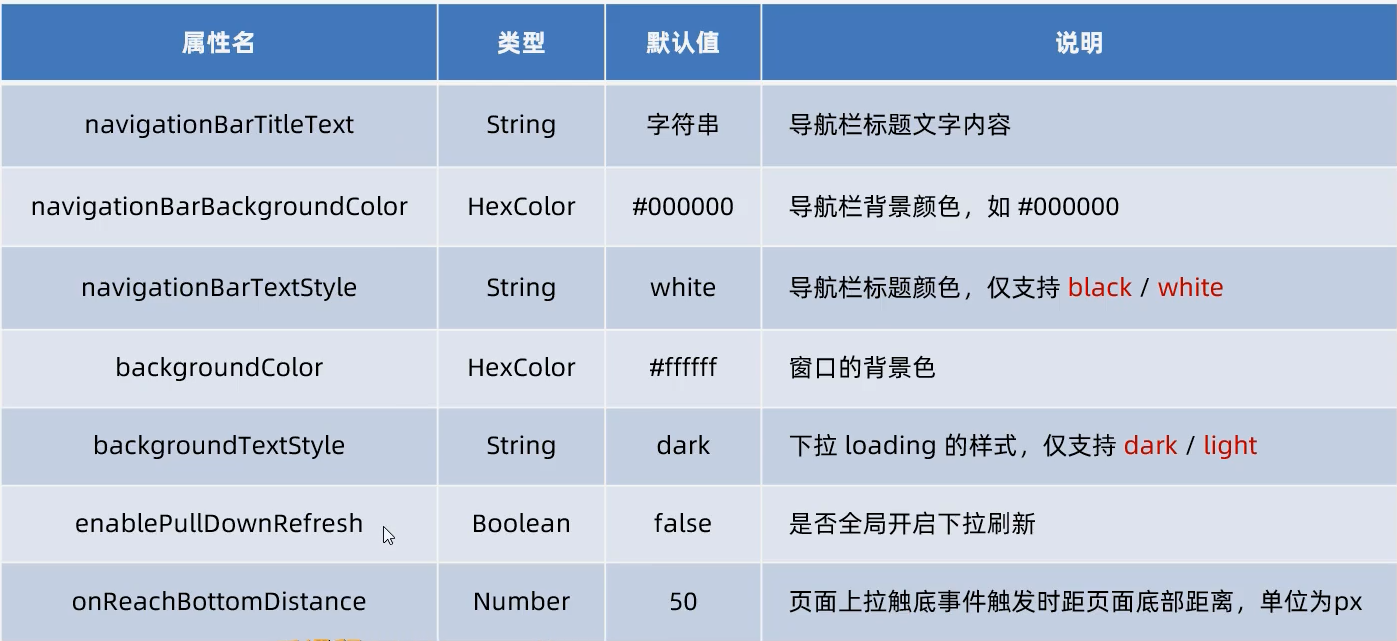 属性名 类型 默认值 说明
navigationBarTitleText String 字符串 导航栏标题文字内容
navigationBarBackgroundColor HexColor #000000 导航栏背景颜色，如 #000000
navigationBarTextStyle String white 导航栏标题颜色，仅支持 black / white
backgroundColor HexColor #ffffff 窗口的背景色
backgroundTextStyle String dark 下拉 loading 的样式，仅支持 dark / light
enablePullDownRefresh Boolean false 是否全局开启下拉刷新
onReachBottomDistance Number 50 页面上拉触底事件触发时距页面底部距离，单位为px